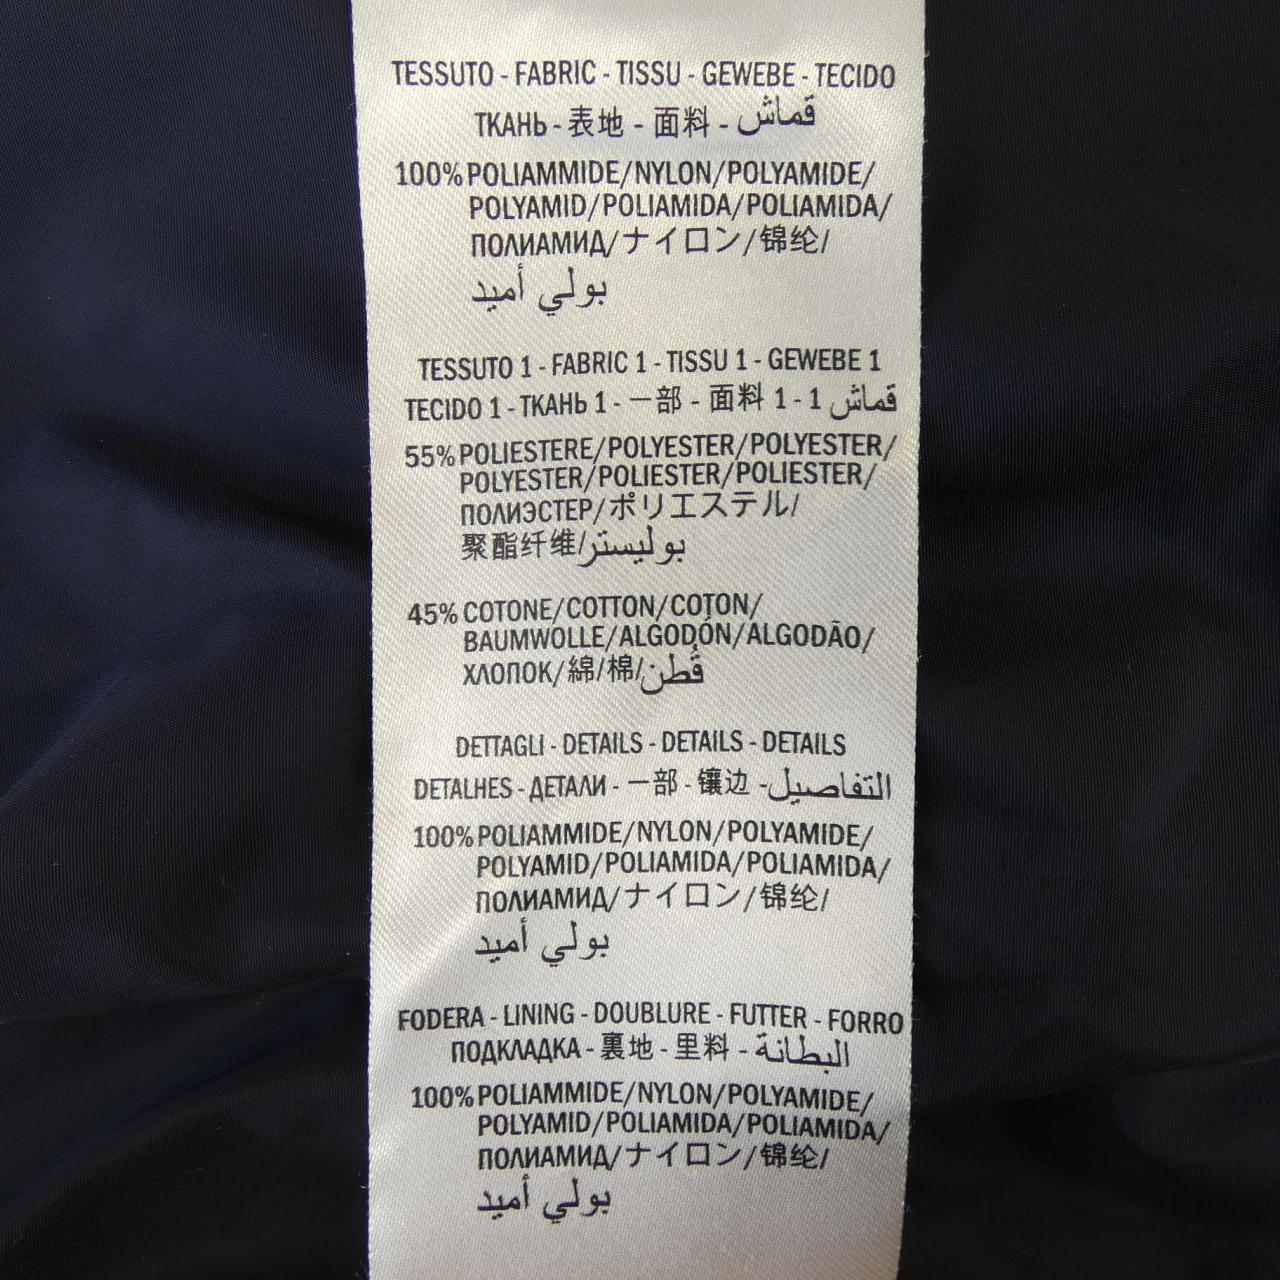 TESSUTO - FABRIC - TISSU - GEWEBE - TECIDO
ТКАНЬ - 表地 - 面料 - قماش
100% POLIAMMIDE/NYLON/POLYAMIDE/
POLYAMID/POLIAMIDA/POLIAMIDA/
ПОЛИАМИД/ナイロン/锦纶/
بولي أميد
TESSUTO 1 - FABRIC 1 - TISSU 1 - GEWEBE 1
TECIDO 1 - ТКАНЬ 1 - 一部 - 面料 1 - 1 قماش
55% POLIESTERE/POLYESTER/POLYESTER/
POLYESTER/POLIESTER/POLIESTER/
ПОЛИЭСТЕР/ポリエステル/
聚酯纤维/بوليستر
45% COTONE/COTTON/COTON/
BAUMWOLLE/ALGODÓN/ALGODÃO/
ХЛОПОК/綿/棉/قُطن
DETTAGLI - DETAILS - DETAILS - DETAILS
DETALHES - ДЕТАЛИ - 一部 - 镶边 - التفاصيل
100% POLIAMMIDE/NYLON/POLYAMIDE/
POLYAMID/POLIAMIDA/POLIAMIDA/
ПОЛИАМИД/ナイロン/锦纶/
بولي أميد
FODERA - LINING - DOUBLURE - FUTTER - FORRO
ПОДКЛАДКА - 裏地 - 里料 - البطانة
100% POLIAMMIDE/NYLON/POLYAMIDE/
POLYAMID/POLIAMIDA/POLIAMIDA/
ПОЛИАМИД/ナイロン/锦纶/
بولي أميد